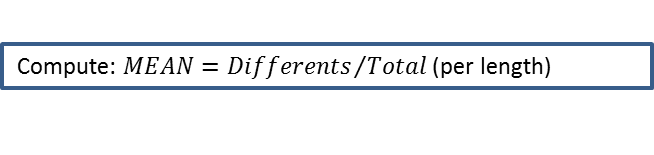 Compute: MEAN = Differents/Total (per length)